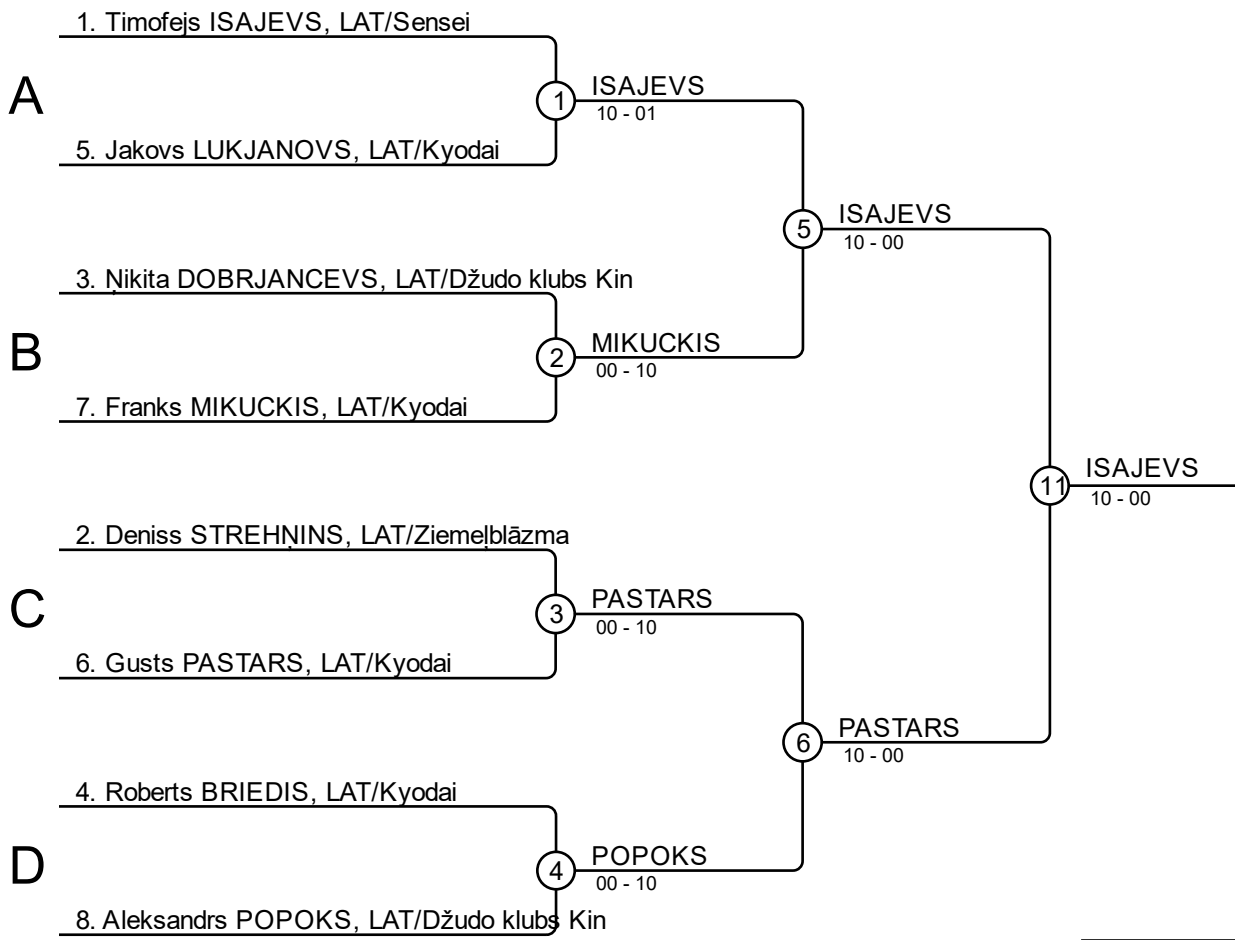 1. Timofejs ISAJEVS, LAT/Sensei
A
1
ISAJEVS
10 - 01
5. Jakovs LUKJANOVS, LAT/Kyodai
5
ISAJEVS
10 - 00
3. Ņikita DOBRJANCEVS, LAT/Džudo klubs Kin
B
2
MIKUCKIS
00 - 10
7. Franks MIKUCKIS, LAT/Kyodai
11
ISAJEVS
10 - 00
2. Deniss STREHŅINS, LAT/Ziemeļblāzma
C
3
PASTARS
00 - 10
6. Gusts PASTARS, LAT/Kyodai
6
PASTARS
10 - 00
4. Roberts BRIEDIS, LAT/Kyodai
D
4
POPOKS
00 - 10
8. Aleksandrs POPOKS, LAT/Džudo klubs Kin